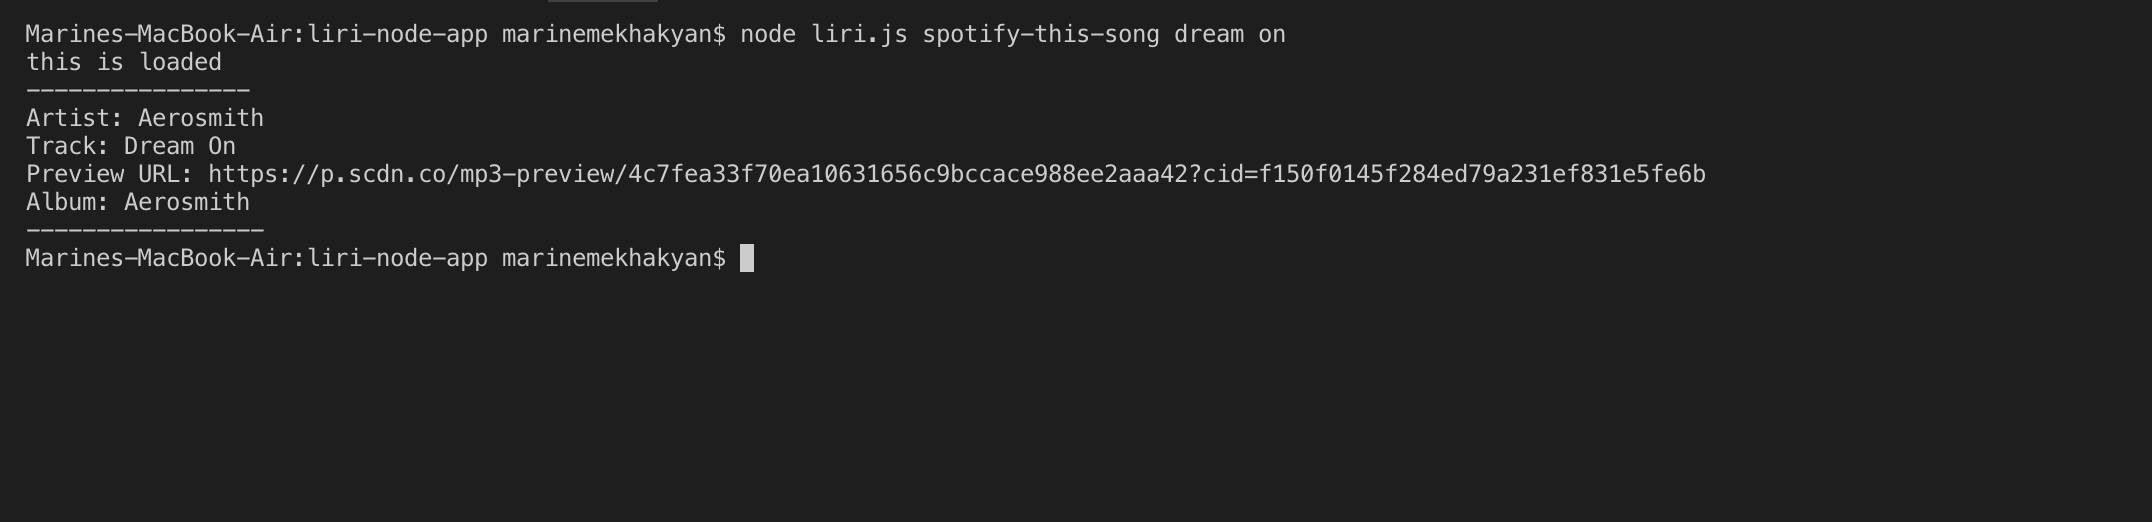 Marines-MacBook-Air:liri-node-app marinemekhakyan$ node liri.js spotify-this-song dream on
this is loaded
----------------
Artist: Aerosmith
Track: Dream On
Preview URL: https://p.scdn.co/mp3-preview/4c7fea33f70ea10631656c9bccace988ee2aaa42?cid=f150f0145f284ed79a231ef831e5fe6b
Album: Aerosmith
-----------------
Marines-MacBook-Air:liri-node-app marinemekhakyan$